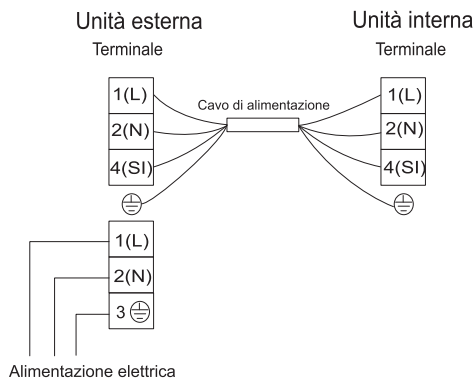 Unità esterna
Unità interna
Terminale
Terminale
1(L)
2(N)
4(SI)
Cavo di alimentazione
1(L)
2(N)
4(SI)
1(L)
2(N)
3
Alimentazione elettrica